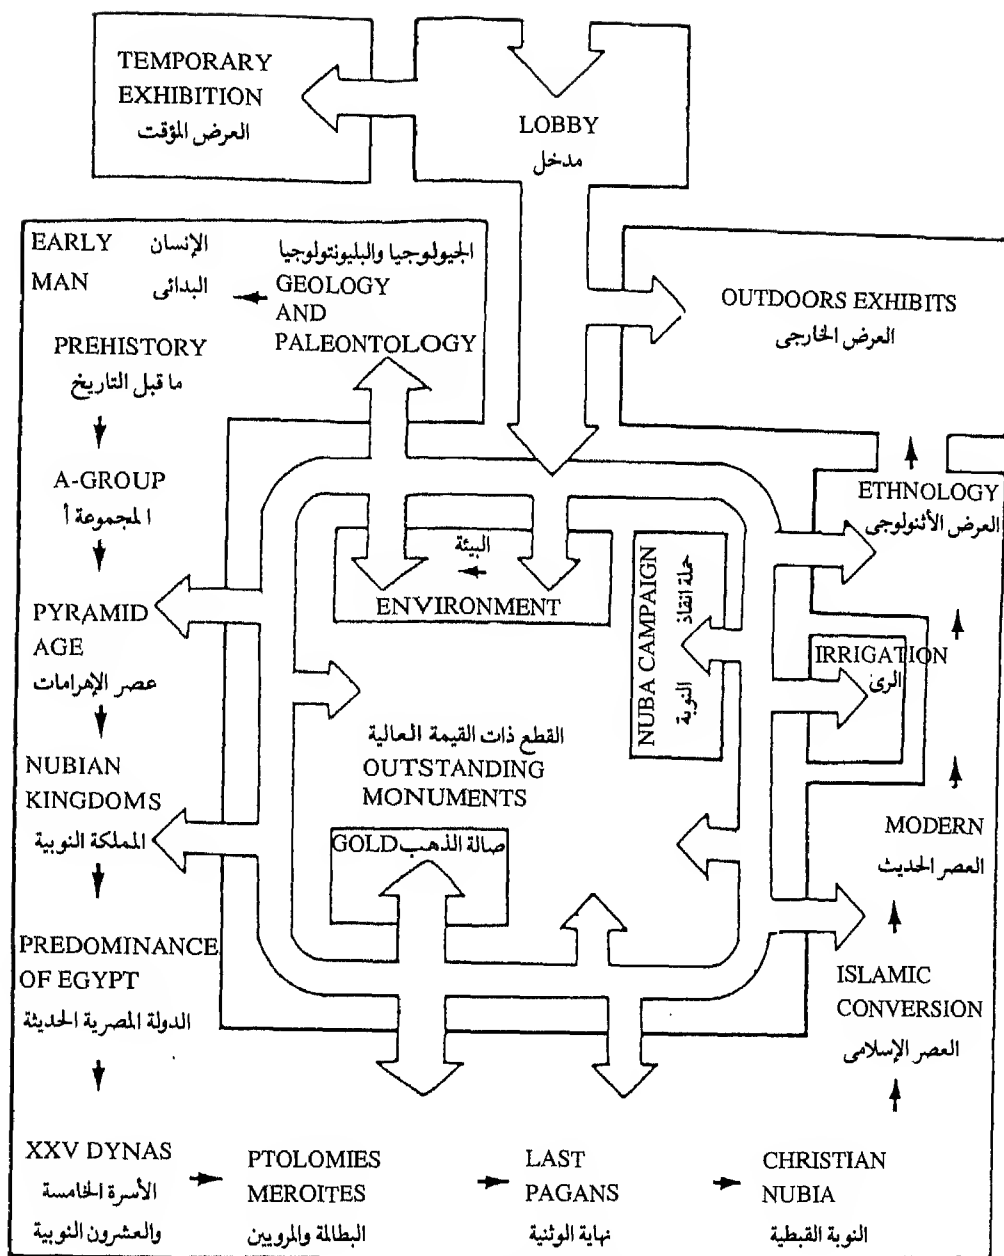 TEMPORARY
EXHIBITION
العرض المؤقت
LOBBY
مدخل
EARLY
MAN
الإنسان
البدائى
الجيولوجيا والبليونتولوجيا
GEOLOGY
AND
PALEONTOLOGY
OUTDOORS EXHIBITS
العرض الخارجى
PREHISTORY
ما قبل التاريخ
A-GROUP
المجموعة أ
PYRAMID
AGE
عصر الإهرامات
NUBIAN
KINGDOMS
المملكة النوبية
PREDOMINANCE
OF EGYPT
الدولة المصرية الحديثة
XXV DYNAS
الأسرة الخامسة
والعشرون النوبية
PTOLOMIES
MEROITES
البطالمة والمرويين
LAST
PAGANS
نهاية الوثنية
CHRISTIAN
NUBIA
النوبة القبطية
ISLAMIC
CONVERSION
العصر الإسلامى
MODERN
العصر الحديث
IRRIGATION
الرى
ETHNOLOGY
العرض الأثنولوجى
البيئة
ENVIRONMENT
NUBA CAMPAIGN
حملة انقاذ
النوبة
القطع ذات القيمة العالية
OUTSTANDING
MONUMENTS
GOLD صالة الذهب